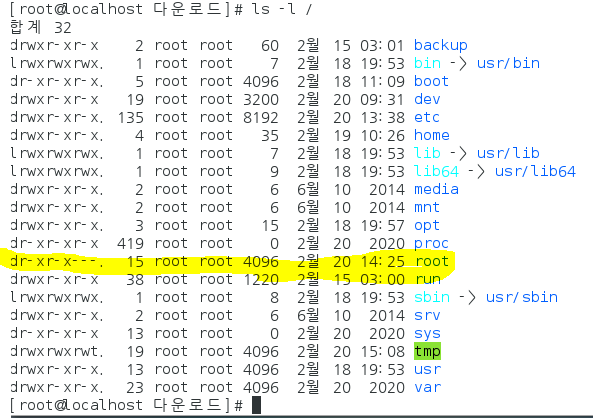 [root@localhost 다운로드]# ls -l /
합계 32
drwxr-xr-x 2 root root 60 2월 15 03:01 backup
lrwxrwxrwx. 1 root root 7 2월 18 19:53 bin -> usr/bin
dr-xr-xr-x. 5 root root 4096 2월 18 11:09 boot
drwxr-xr-x 19 root root 3200 2월 20 09:31 dev
drwxr-xr-x. 135 root root 8192 2월 20 13:38 etc
drwxr-xr-x. 4 root root 35 2월 19 10:26 home
lrwxrwxrwx. 1 root root 7 2월 18 19:53 lib -> usr/lib
lrwxrwxrwx. 1 root root 9 2월 18 19:53 lib64 -> usr/lib64
drwxr-xr-x. 2 root root 6 6월 10 2014 media
drwxr-xr-x. 2 root root 6 6월 10 2014 mnt
drwxr-xr-x. 3 root root 15 2월 18 19:57 opt
dr-xr-xr-x 419 root root 0 2월 20 2020 proc
dr-xr-x---. 15 root root 4096 2월 20 14:25 root
drwxr-xr-x 38 root root 1220 2월 15 03:00 run
lrwxrwxrwx. 1 root root 8 2월 18 19:53 sbin -> usr/sbin
drwxr-xr-x. 2 root root 6 6월 10 2014 srv
dr-xr-xr-x 13 root root 0 2월 20 2020 sys
drwxrwxrwt. 19 root root 4096 2월 20 15:08 tmp
drwxr-xr-x. 13 root root 4096 2월 18 19:53 usr
drwxr-xr-x. 23 root root 4096 2월 20 2020 var
[root@localhost 다운로드]#